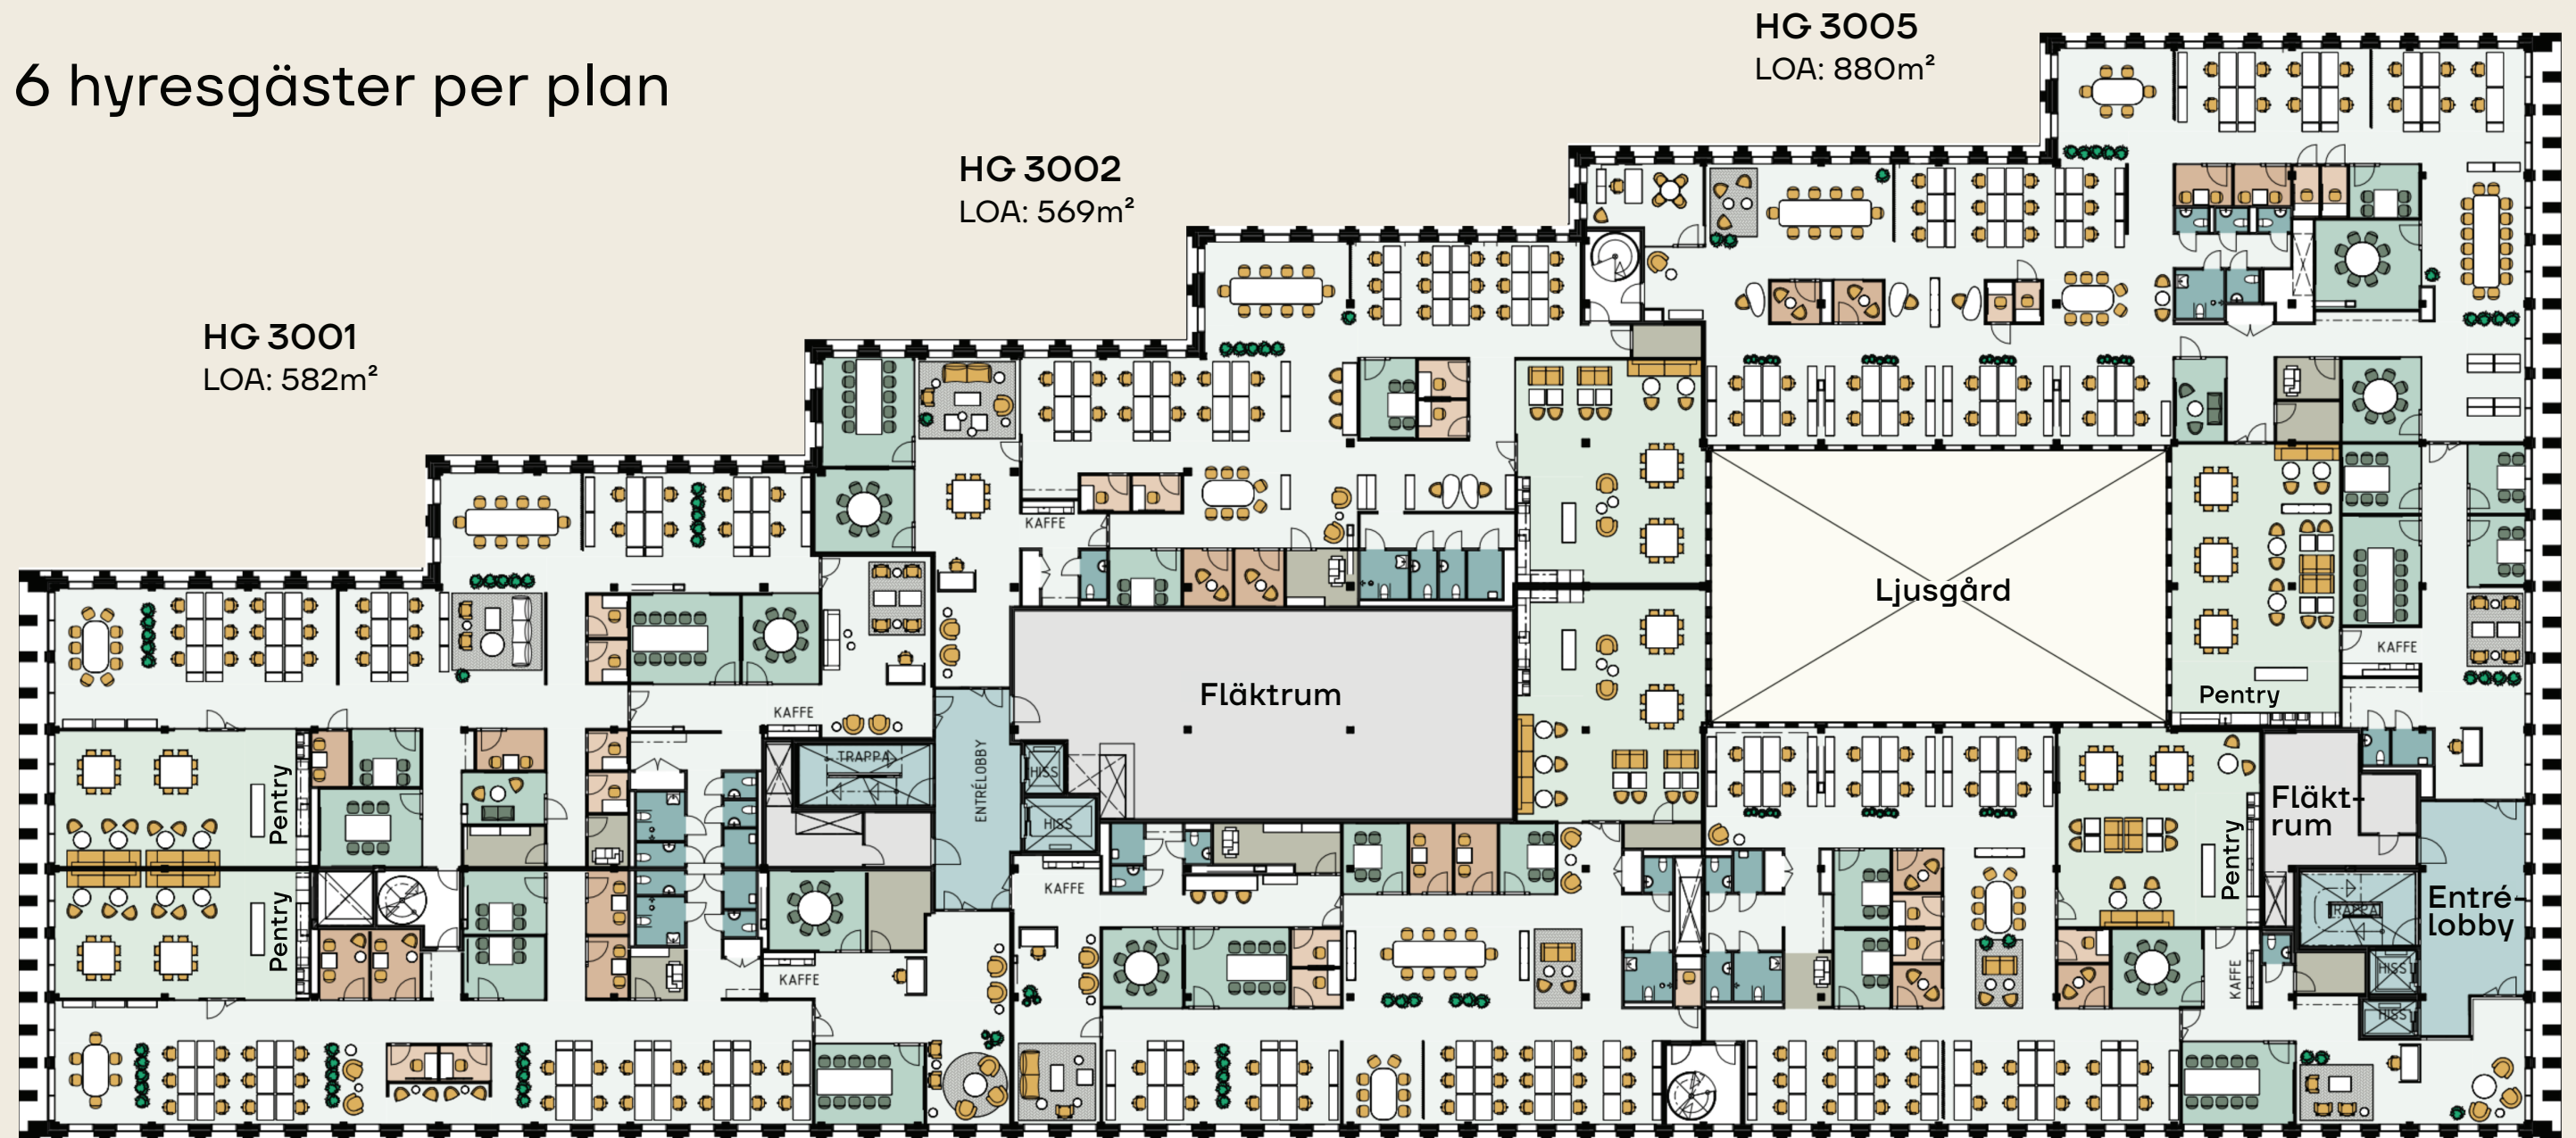 HG 3005
LOA: 880m²
6 hyresgäster per plan
HG 3002
LOA: 569m²
HG 3001
LOA: 582m²
KAFFE
Ljusgård
KAFFE
Fläktrum
Pentry
KAFFE
TRAPPA
ENTRÉLOBBY
HISS
HISS
Pentry
Fläkt-
rum
Pentry
KAFFE
Pentry
TRAPPA
Entré-
lobby
KAFFE
KAFFE
HISS
HISS